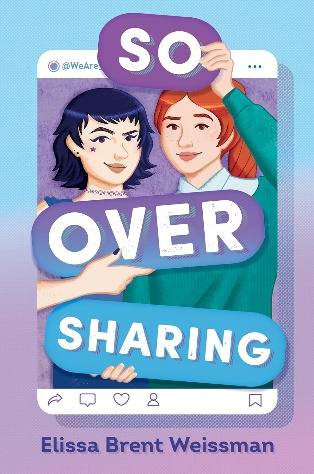 @WeAre
SO
OVER
SHARING
Elissa Brent Weissman